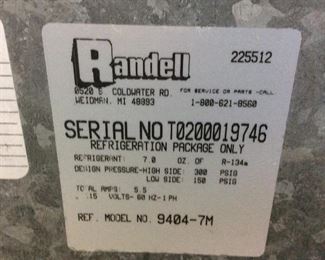 Randell
225512
0520 S COLDWATER RD.
WEIDMAN, MI 48893
FOR SERVICE OR PARTS -CALL
1-800-621-8560
SERIAL NO T0200019746
REFRIGERATION PACKAGE ONLY
REFRIGERANT: 7.0 OZ. OF R-134a
DESIGN PRESSURE-HIGH SIDE: 300 PSIG
LOW SIDE: 150 PSIG
TOTAL AMPS: 5.5
115 VOLTS- 60 HZ-1 PH
REF. MODEL NO. 9404-7M